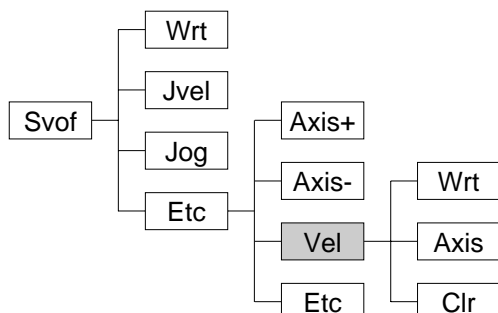 Wrt
Jvel
Svof
Axis+
Jog
Axis-
Wrt
Etc
Vel
Axis
Etc
Clr